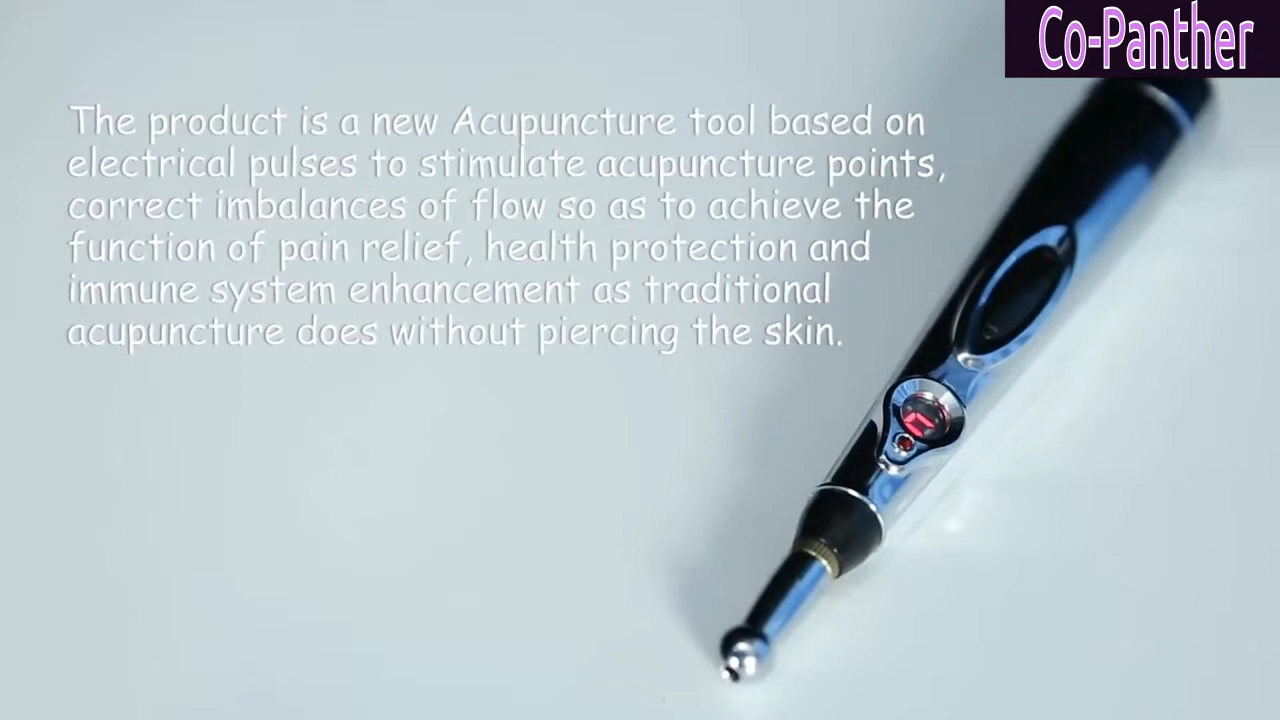 Co-Panther
The product is a new Acupuncture tool based on
electrical pulses to stimulate acupuncture points,
correct imbalances of flow so as to achieve the
function of pain relief, health protection and
immune system enhancement as traditional
acupuncture does without piercing the skin.